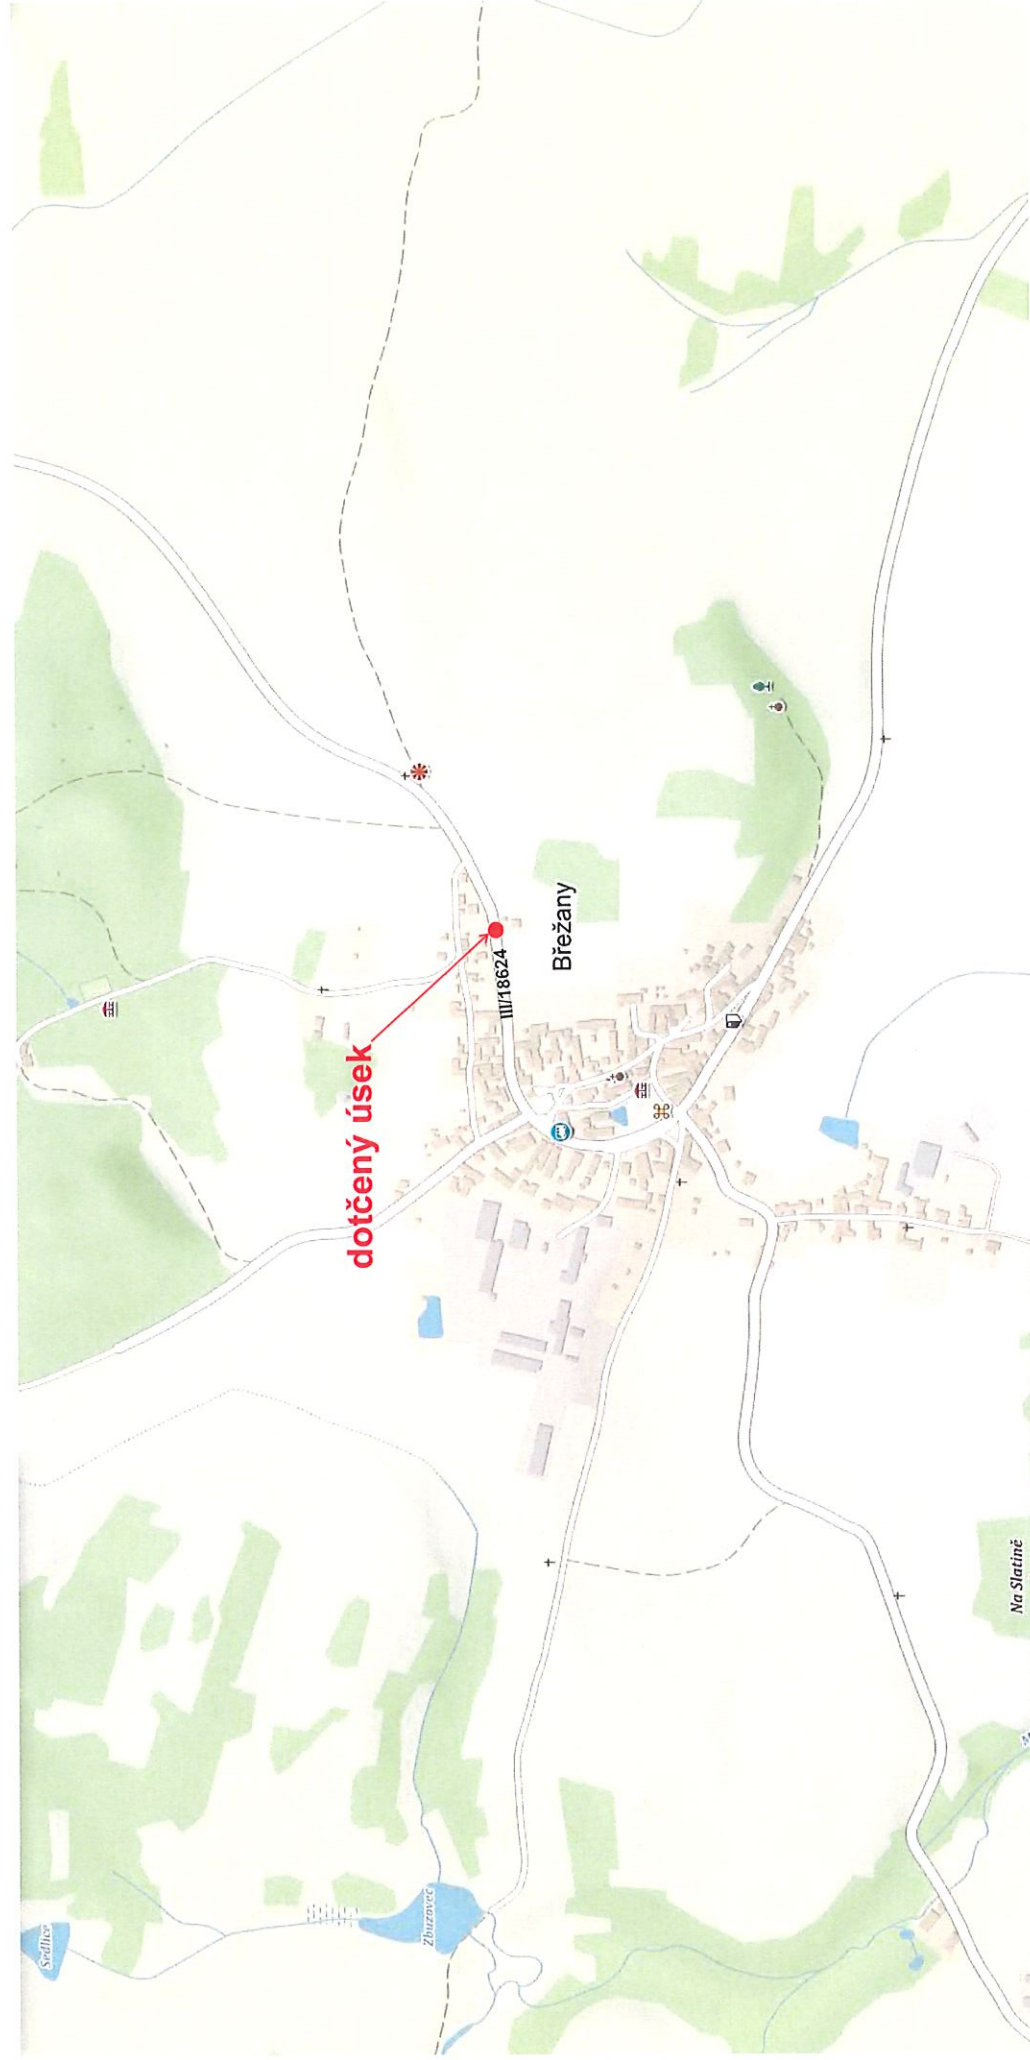 dotčený úsek
III/18624
Břežany
Sedlice
Zbuzovec
Na Slatině